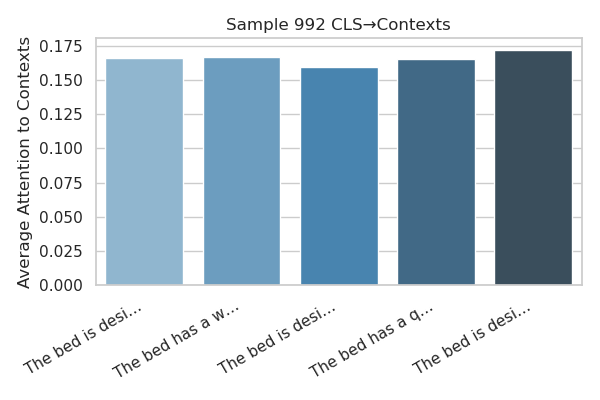 Sample 992 CLS→Contexts
Average Attention to Contexts
0.175
0.150
0.125
0.100
0.075
0.050
0.025
0.000
The bed is desi...
The bed has a w...
The bed is desi...
The bed has a q...
The bed is desi...